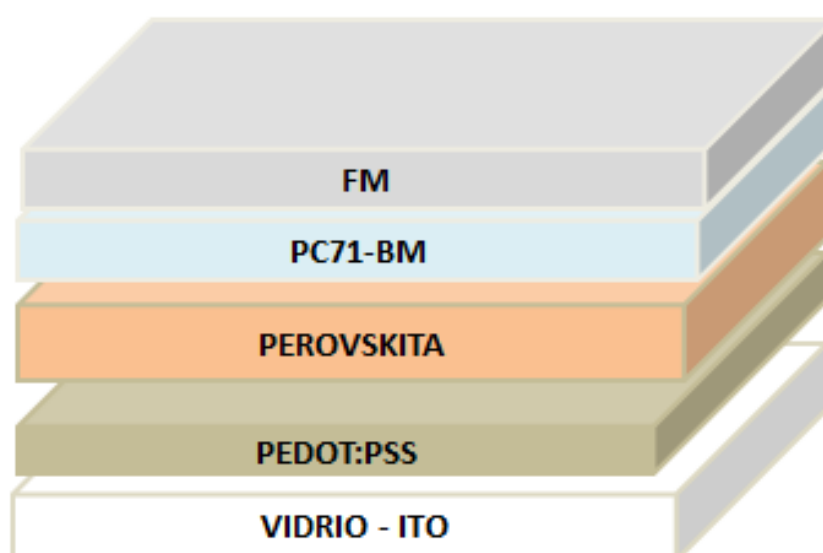 FM
PC71-BM
PEROVSKITA
PEDOT:PSS
VIDRIO - ITO